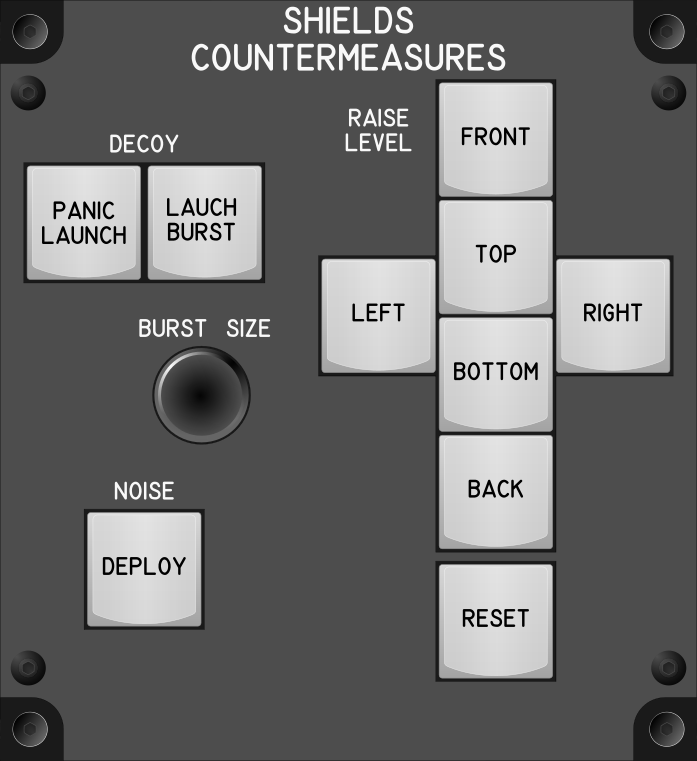 SHIELDS
COUNTERMEASURES
RAISE
LEVEL
FRONT
DECOY
PANIC
LAUNCH
LAUCH
BURST
TOP
LEFT
RIGHT
BURST SIZE
BOTTOM
BACK
NOISE
DEPLOY
RESET